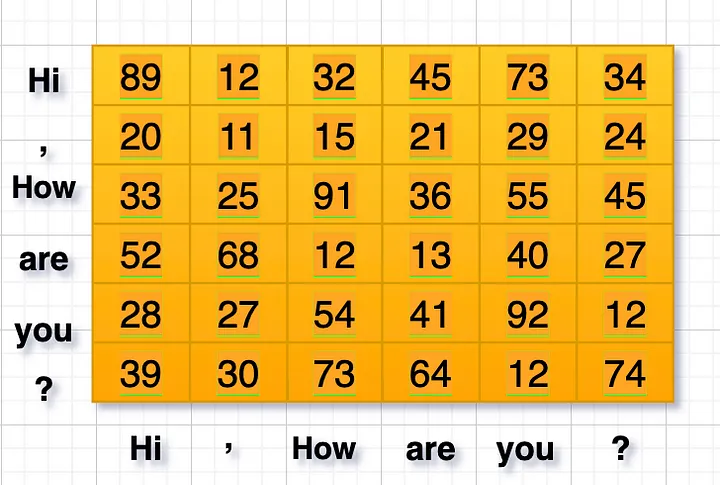 Hi 89 12 32 45 73 34
, 20 11 15 21 29 24
How 33 25 91 36 55 45
are 52 68 12 13 40 27
you 28 27 54 41 92 12
? 39 30 73 64 12 74
Hi , How are you ?